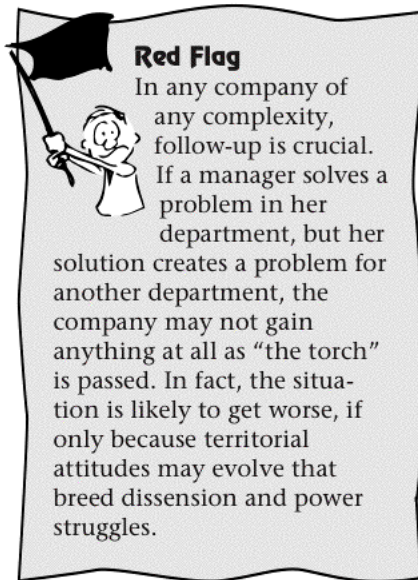 Red Flag
In any company of
any complexity,
follow-up is crucial.
If a manager solves a
problem in her
department, but her
solution creates a problem for
another department, the
company may not gain
anything at all as “the torch”
is passed. In fact, the situa-
tion is likely to get worse, if
only because territorial
attitudes may evolve that
breed dissension and power
struggles.